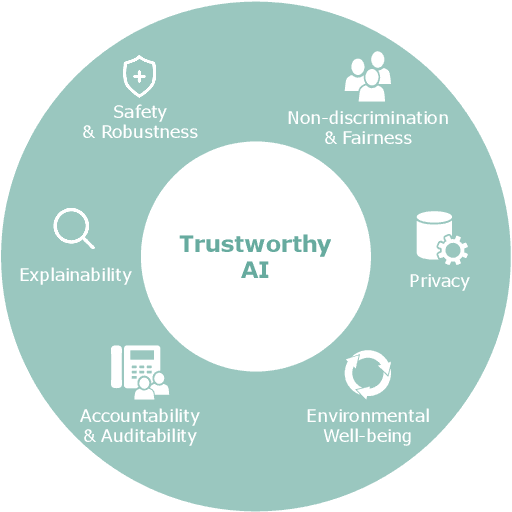 Safety
& Robustness
Non-discrimination
& Fairness
Explainability
Trustworthy
AI
Privacy
Accountability
& Auditability
Environmental
Well-being